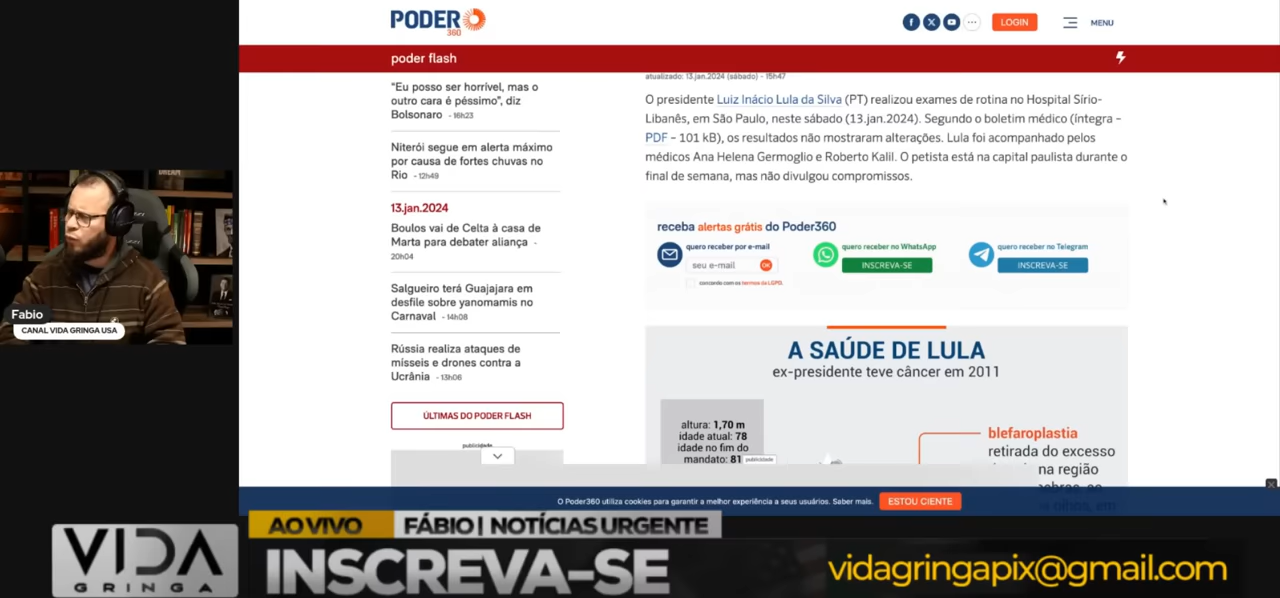 PODER
360
LOGIN
MENU
poder flash
"Eu posso ser horrível, mas o
outro cara é péssimo", diz
Bolsonaro - 16h23
Niterói segue em alerta máximo
por causa de fortes chuvas no
Rio - 12h49
13.jan.2024
Boulos vai de Celta à casa de
Marta para debater aliança -
20h04
Salgueiro terá Guajajara em
desfile sobre yanomamis no
Carnaval - 14h08
Rússia realiza ataques de
mísseis e drones contra a
Ucrânia - 13h06
ÚLTIMAS DO PODER FLASH
publicidade
atualizado: 13.jan.2024 (sábado) - 15h47
O presidente Luiz Inácio Lula da Silva (PT) realizou exames de rotina no Hospital Sírio-
Libanês, em São Paulo, neste sábado (13.jan.2024). Segundo o boletim médico (íntegra –
PDF – 101 kB), os resultados não mostraram alterações. Lula foi acompanhado pelos
médicos Ana Helena Germoglio e Roberto Kalil. O petista está na capital paulista durante o
final de semana, mas não divulgou compromissos.
receba alertas grátis do Poder360
quero receber por e-mail
seu e-mail
OK
concordo com os termos da LGPD.
quero receber no WhatsApp
INSCREVA-SE
quero receber no Telegram
INSCREVA-SE
A SAÚDE DE LULA
ex-presidente teve câncer em 2011
altura: 1,70 m
idade atual: 78
idade no fim do
mandato: 81
publicidade
blefaroplastia
retirada do excesso
na região
O Poder360 utiliza cookies para garantir a melhor experiência a seus usuários. Saber mais.
ESTOU CIENTE
Fabio
CANAL VIDA GRINGA USA
VIDA
GRINGA
AO VIVO
FÁBIO | NOTÍCIAS URGENTE
INSCREVA-SE
vidagringapix@gmail.com